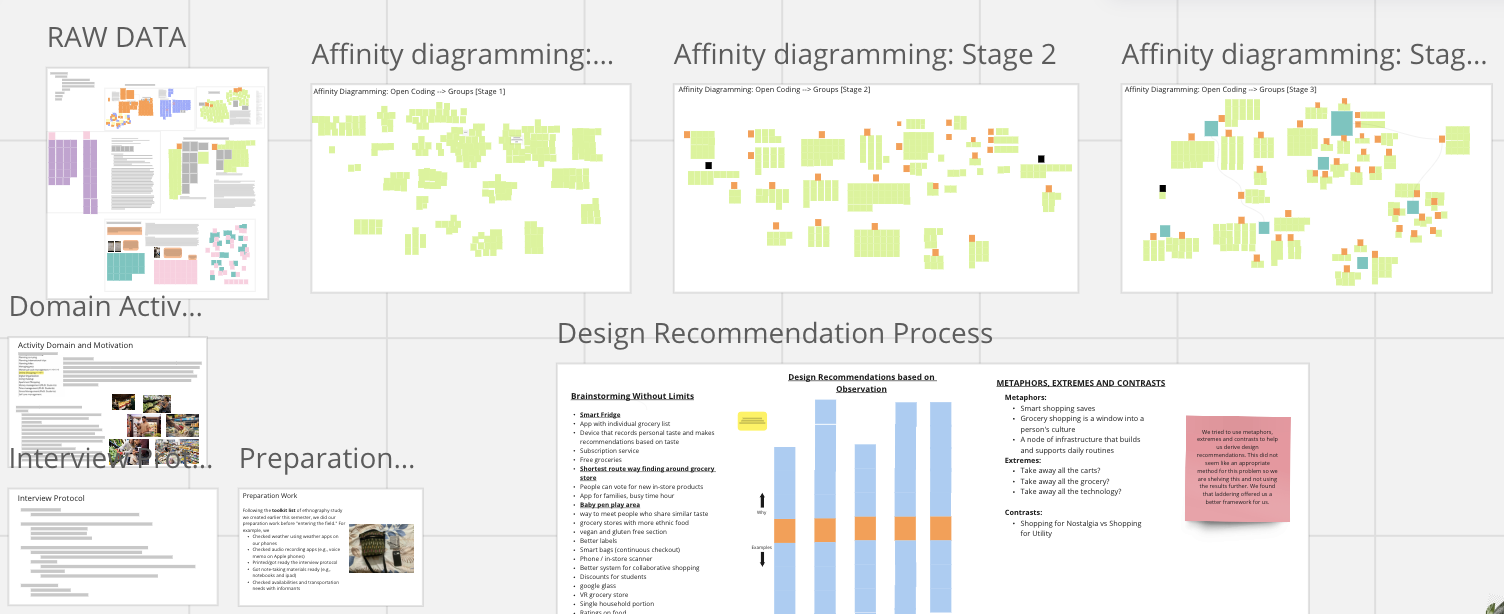 RAW DATA
Affinity diagramming:...
Affinity diagramming: Stage 2
Affinity diagramming: Stag...
Affinity Diagramming: Open Coding --> Groups [Stage 1]
Affinity Diagramming: Open Coding --> Groups [Stage 2]
Affinity Diagramming: Open Coding --> Groups [Stage 3]
Domain Activ...
Activity Domain and Motivation
Interview Prot...
Interview Protocol
Preparation...
Preparation Work
Following the toolkit list of ethnography study
we created earlier this semester, we did our
preparation work before "entering the field." For
example, we
• Checked weather using weather apps on
our phones
• Checked audio recording apps (e.g., voice
memo on Apple phones)
• Printed/got ready the interview protocol
• Got note-taking materials ready (e.g.,
notebooks and ipad)
• Checked availabilities and transportation
needs with informants
Design Recommendation Process
Brainstorming Without Limits
• Smart Fridge
• App with individual grocery list
• Device that records personal taste and makes
recommendations based on taste
• Subscription service
• Free groceries
• Shortest route way finding around grocery
store
• People can vote for new in-store products
• App for families, busy time hour
• Baby pen play area
• way to meet people who share similar taste
• grocery stores with more ethnic food
• vegan and gluten free section
• Better labels
• Smart bags (continuous checkout)
• Phone / in-store scanner
• Better system for collaborative shopping
• Discounts for students
• google glass
• VR grocery store
• Single household portion
• Ratings on food
Design Recommendations based on
Observation
Why
Examples
METAPHORS, EXTREMES AND CONTRASTS
Metaphors:
• Smart shopping saves
• Grocery shopping is a window into a
person's culture
• A node of infrastructure that builds
and supports daily routines
Extremes:
• Take away all the carts?
• Take away all the grocery?
• Take away all the technology?
Contrasts:
• Shopping for Nostalgia vs Shopping
for Utility
We tried to use metaphors,
extremes and contrasts to help
us derive design
recommendations. This did not
seem like an appropriate
method for this problem so we
are shelving this and not using
the results further. We found
that laddering offered us a
better framework for us.